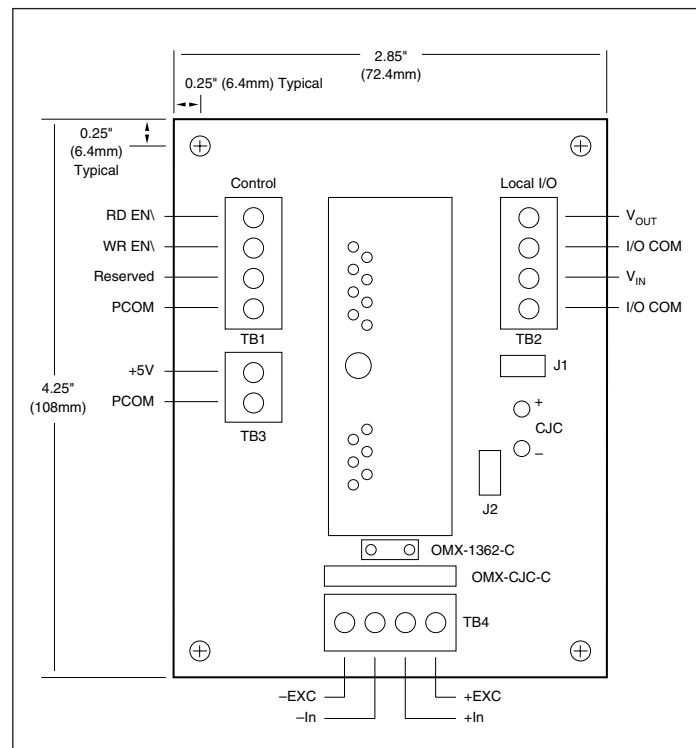 2.85"
(72.4mm)
0.25" (6.4mm) Typical
0.25"
(6.4mm)
Typical
Control
Local I/O
RD EN\
WR EN\
Reserved
PCOM
VOUT
I/O COM
VIN
I/O COM
TB1
TB2
+5V
PCOM
TB3
J1
+
CJC
–
J2
4.25"
(108mm)
OMX-1362-C
OMX-CJC-C
TB4
–EXC
–In
+EXC
+In